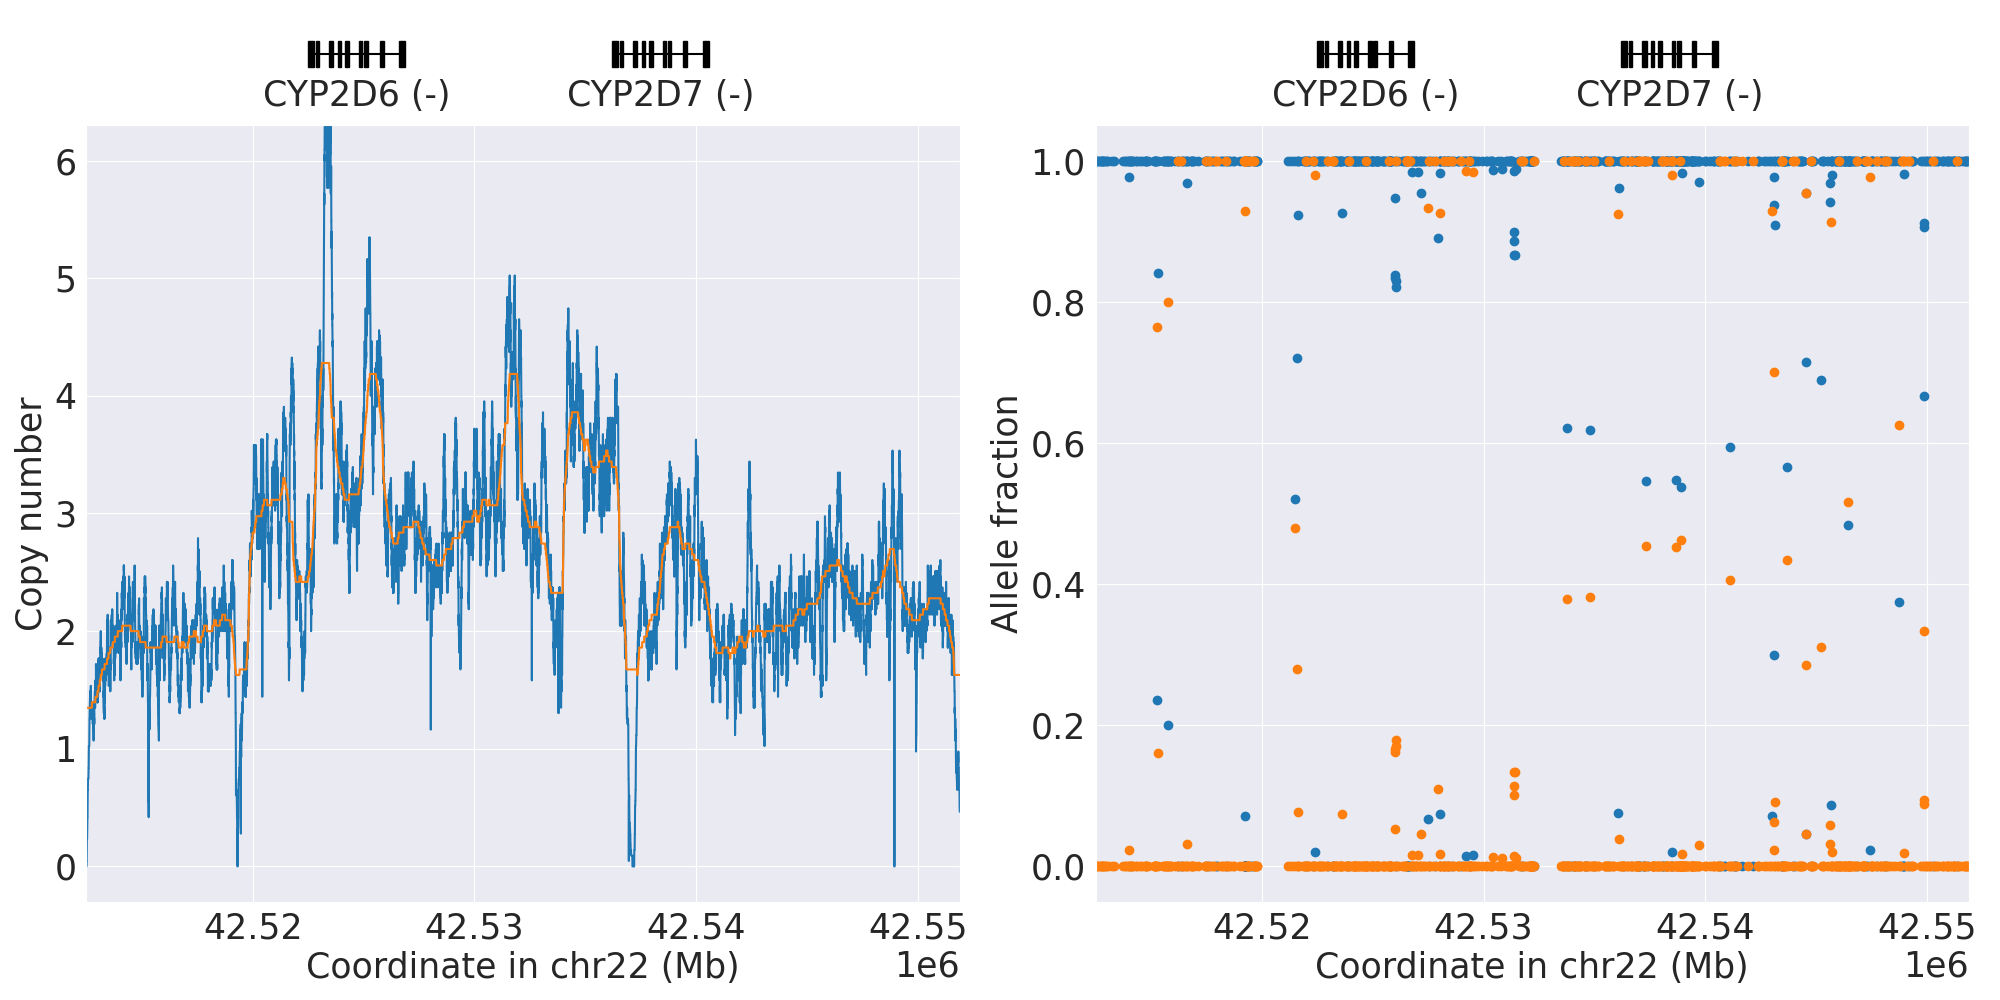 CYP2D6 (-) CYP2D7 (-)
6
5
4
3
2
1
0
Copy number
42.52 42.53 42.54 42.55
Coordinate in chr22 (Mb) 1e6
CYP2D6 (-) CYP2D7 (-)
1.0
0.8
0.6
0.4
0.2
0.0
Allele fraction
42.52 42.53 42.54 42.55
Coordinate in chr22 (Mb) 1e6